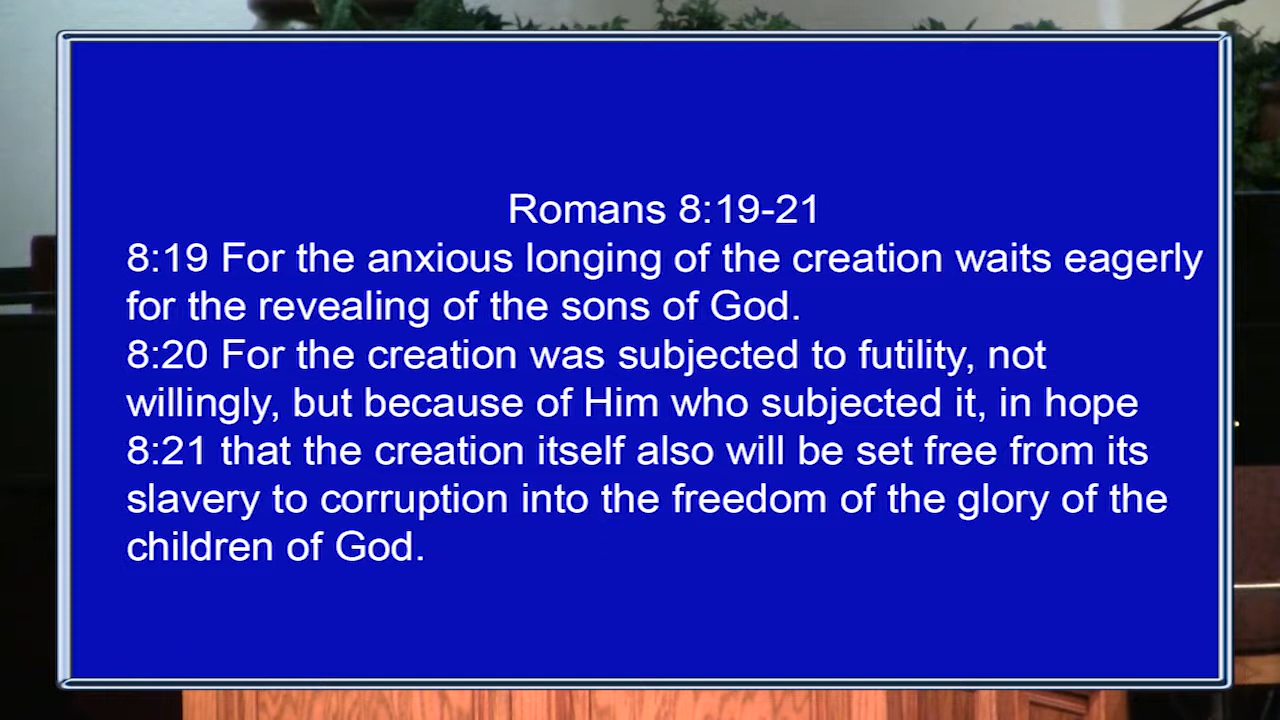 Romans 8:19-21
8:19 For the anxious longing of the creation waits eagerly
for the revealing of the sons of God.
8:20 For the creation was subjected to futility, not
willingly, but because of Him who subjected it, in hope
8:21 that the creation itself also will be set free from its
slavery to corruption into the freedom of the glory of the
children of God.